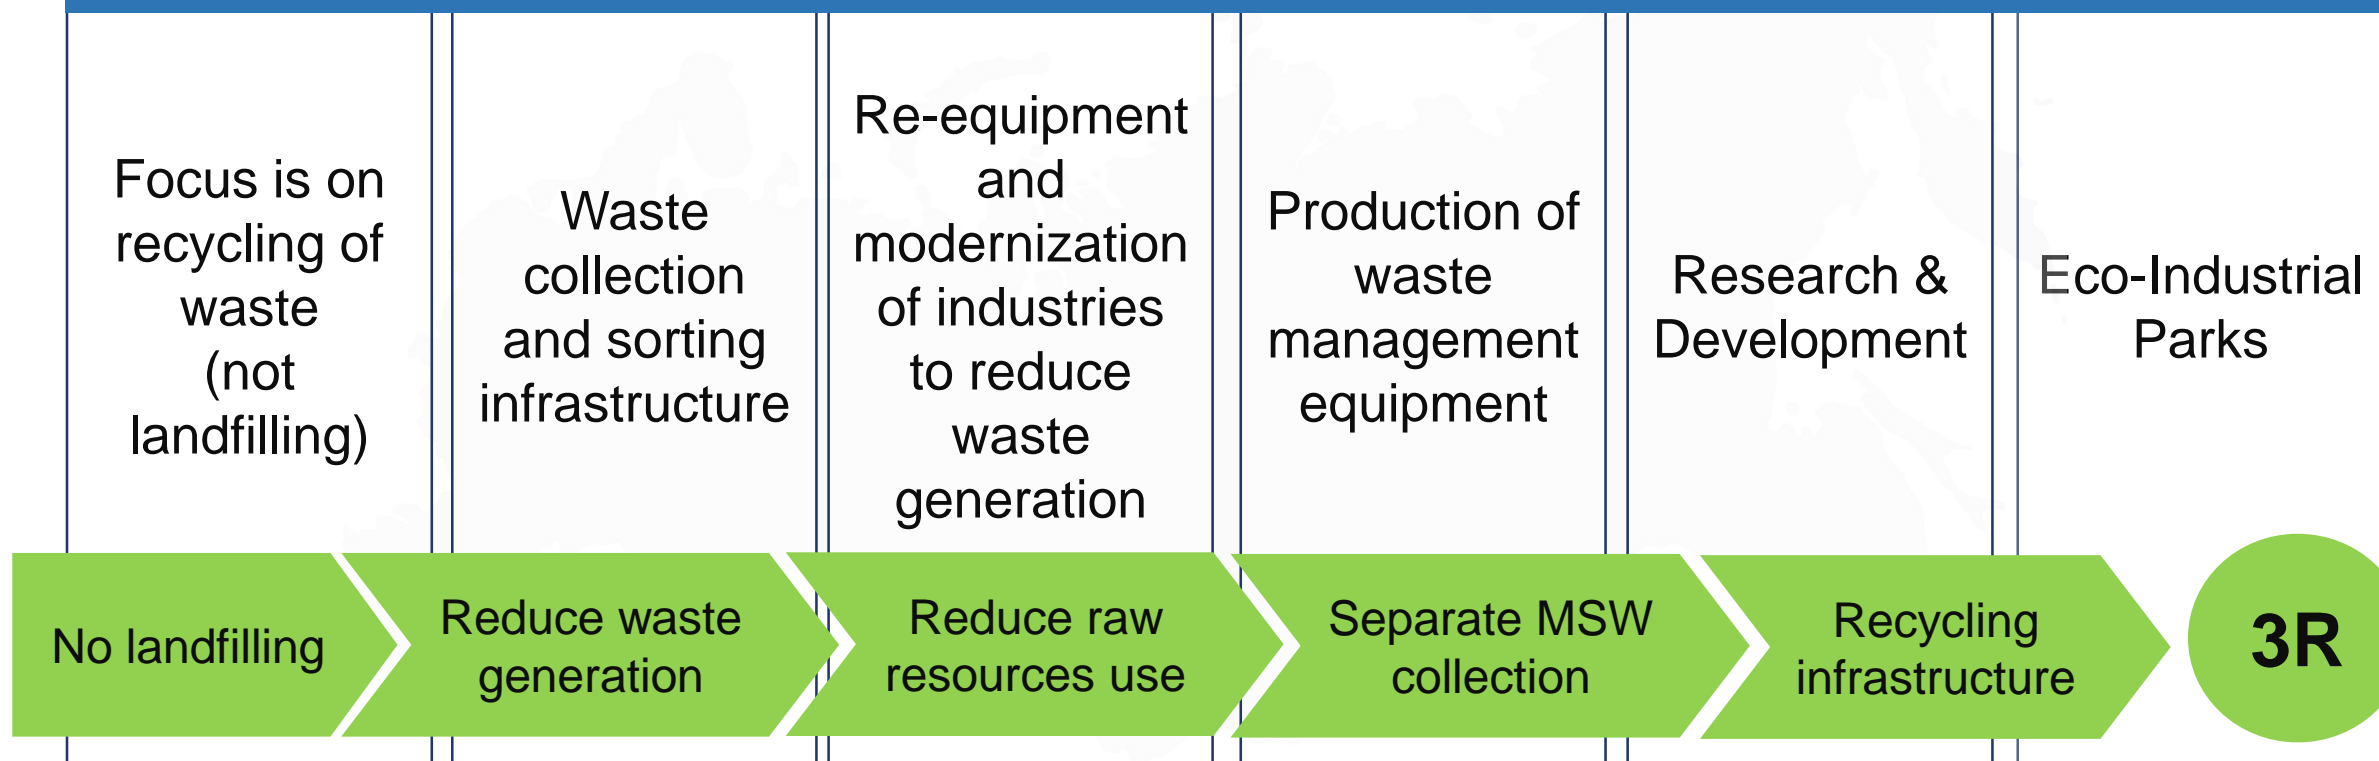 Focus is on
recycling of
waste
(not
landfilling)
Waste
collection
and sorting
infrastructure
Re-equipment
and
modernization
of industries
to reduce
waste
generation
Production of
waste
management
equipment
Research &
Development
Eco-Industrial
Parks
No landfilling
Reduce waste
generation
Reduce raw
resources use
Separate MSW
collection
Recycling
infrastructure
3R